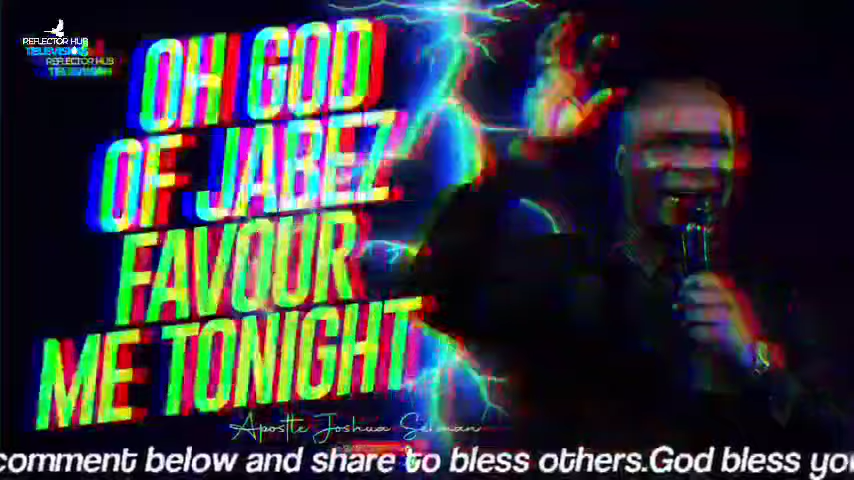 REFLECTOR HUB
TELEVISION
REFLECTOR HUB
TELEVISION
OH GOD
OF JABEZ
FAVOUR
ME TONIGHT
Apostle Joshua Selman
comment below and share to bless others.God bless you